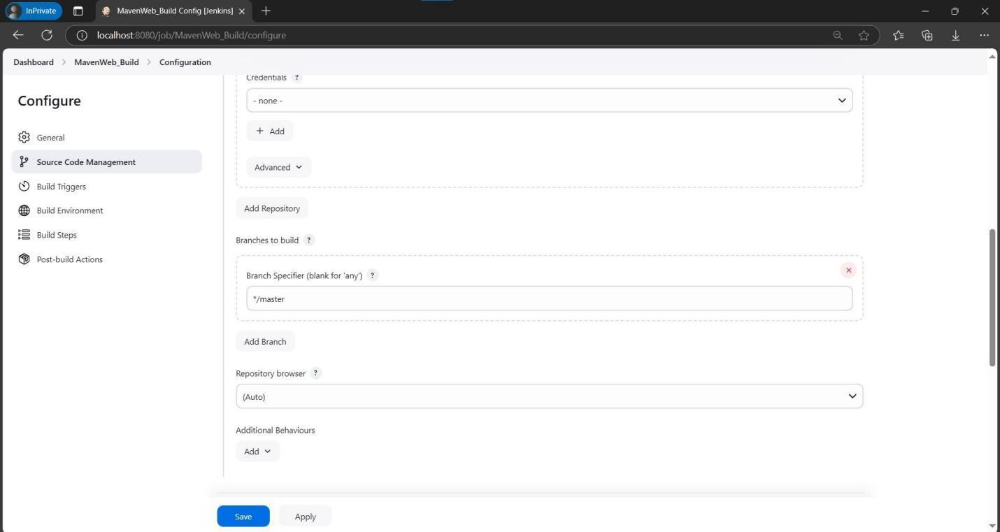 InPrivate
MavenWeb_Build Config [Jenkins]
localhost:8080/job/MavenWeb_Build/configure
Dashboard > MavenWeb_Build > Configuration
Configure
General
Source Code Management
Build Triggers
Build Environment
Build Steps
Post-build Actions
Credentials ?
- none -
+ Add
Advanced
Add Repository
Branches to build ?
Branch Specifier (blank for 'any') ?
*/master
Add Branch
Repository browser ?
(Auto)
Additional Behaviours
Add
Save
Apply